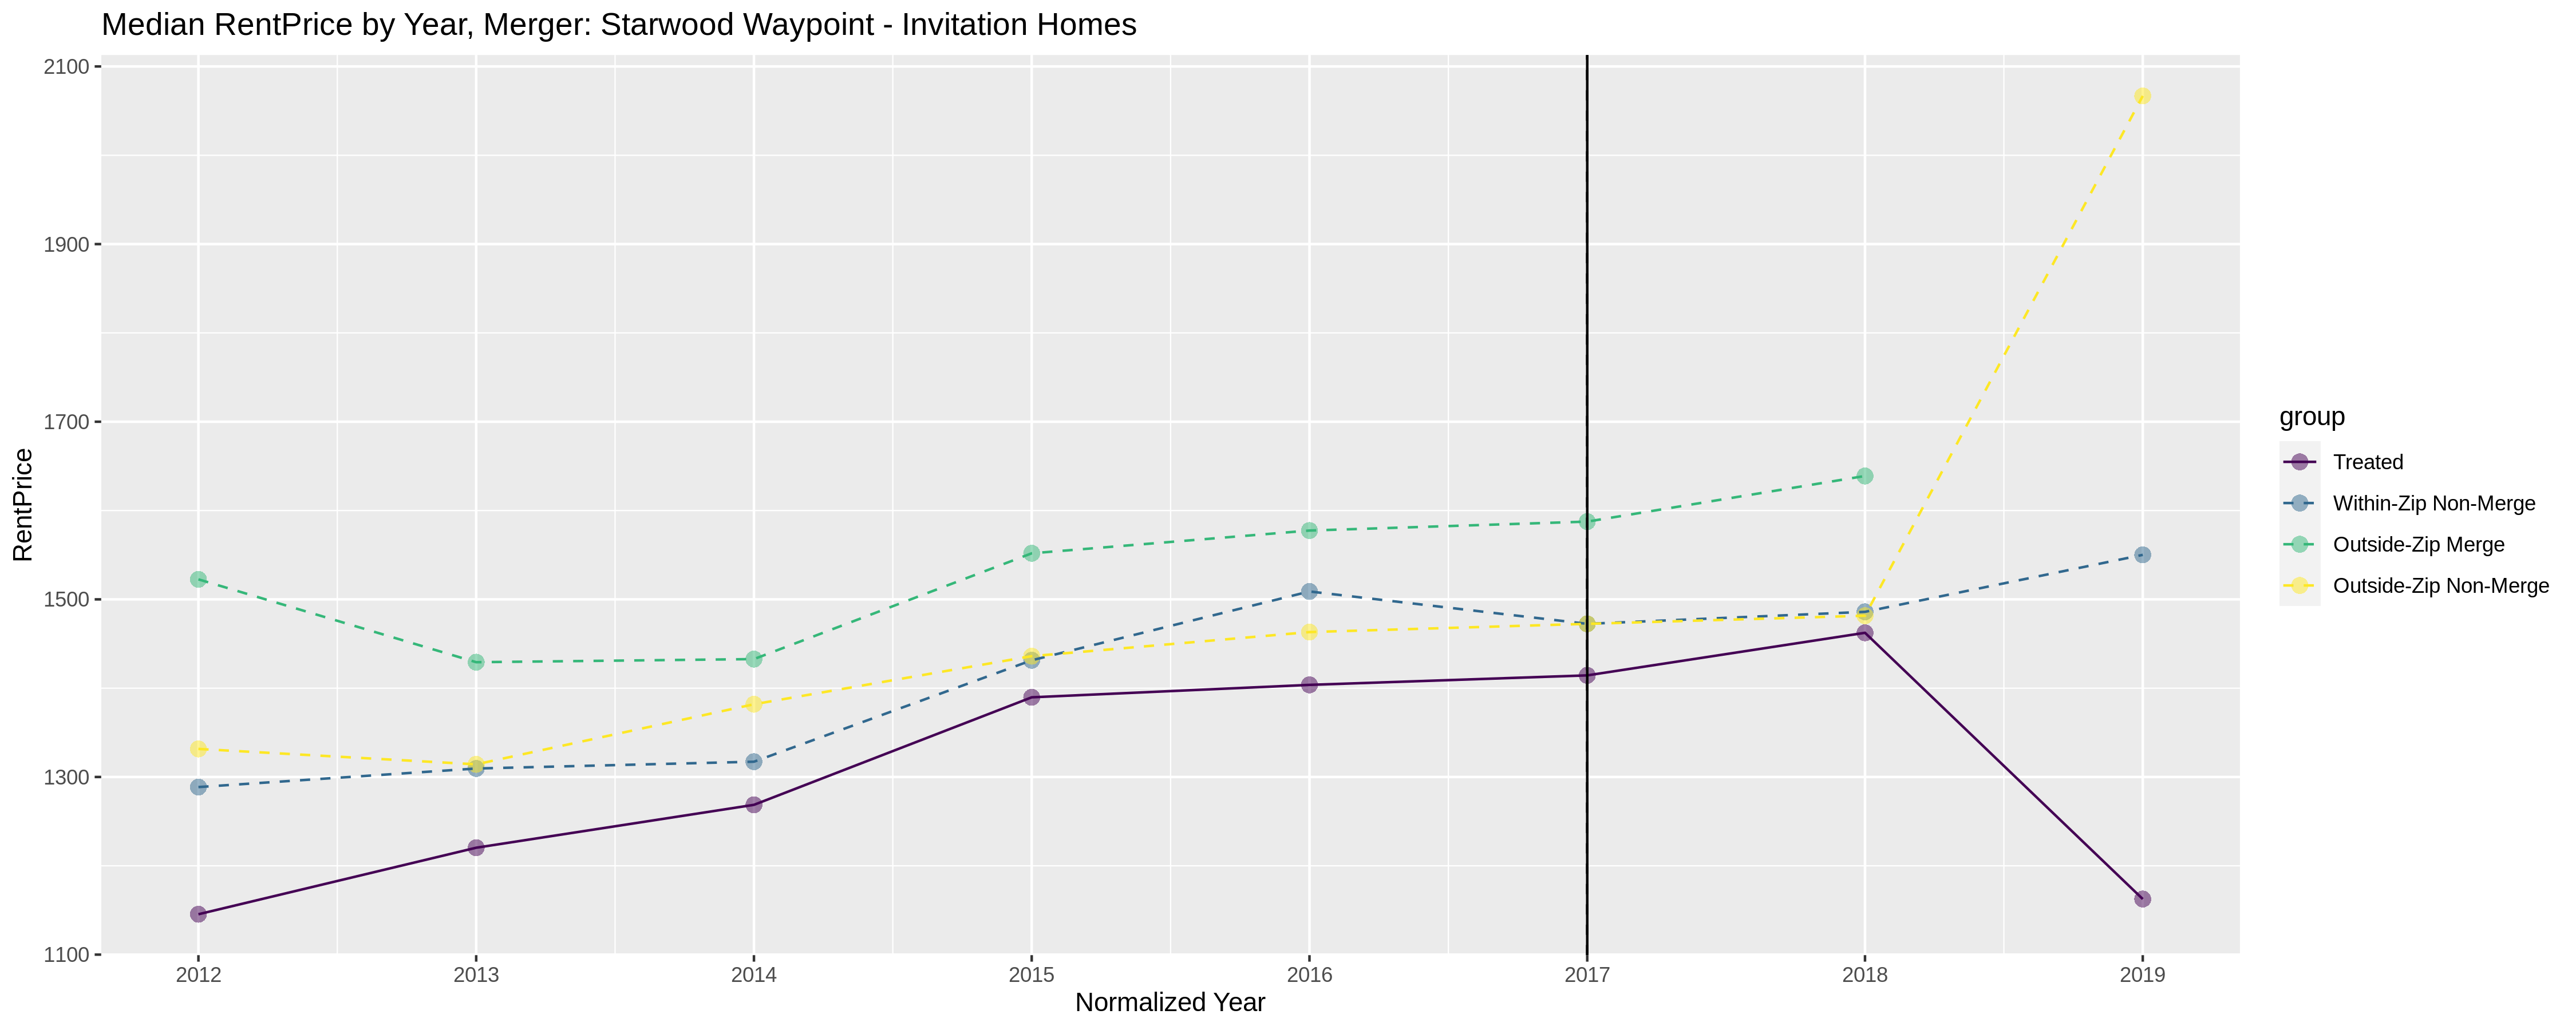 Median RentPrice by Year, Merger: Starwood Waypoint - Invitation Homes
2100
1900
1700
1500
1300
1100
RentPrice
2012 2013 2014 2015 2016 2017 2018 2019
Normalized Year
group
Treated
Within-Zip Non-Merge
Outside-Zip Merge
Outside-Zip Non-Merge